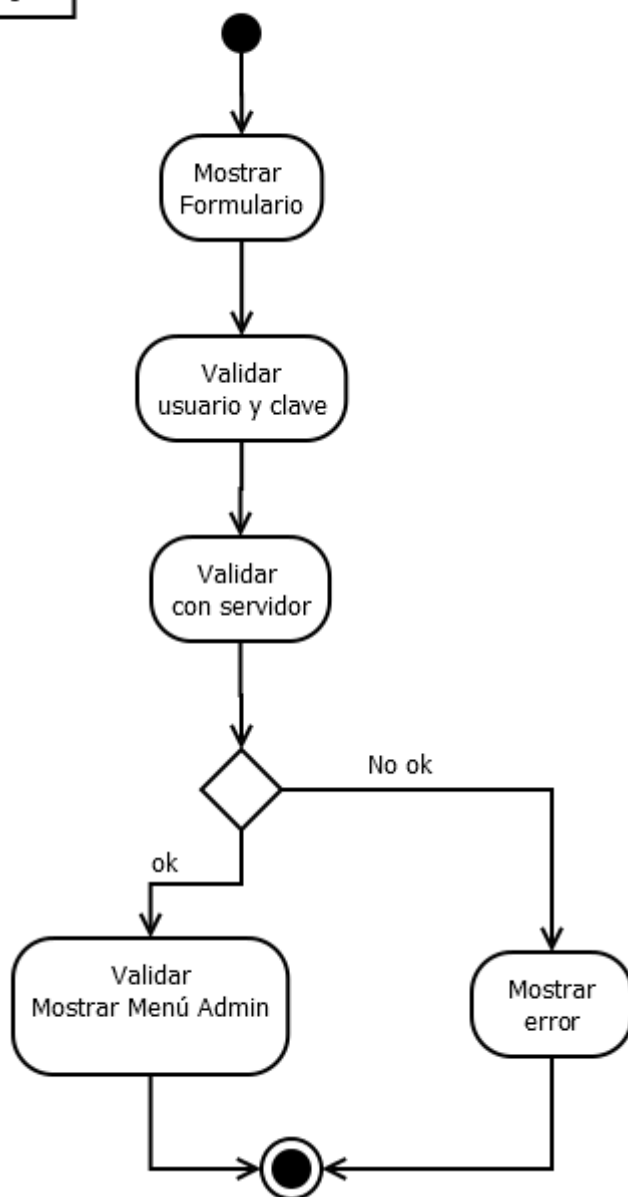 Mostrar
Formulario
Validar
usuario y clave
Validar
con servidor
No ok
ok
Validar
Mostrar Menú Admin
Mostrar
error